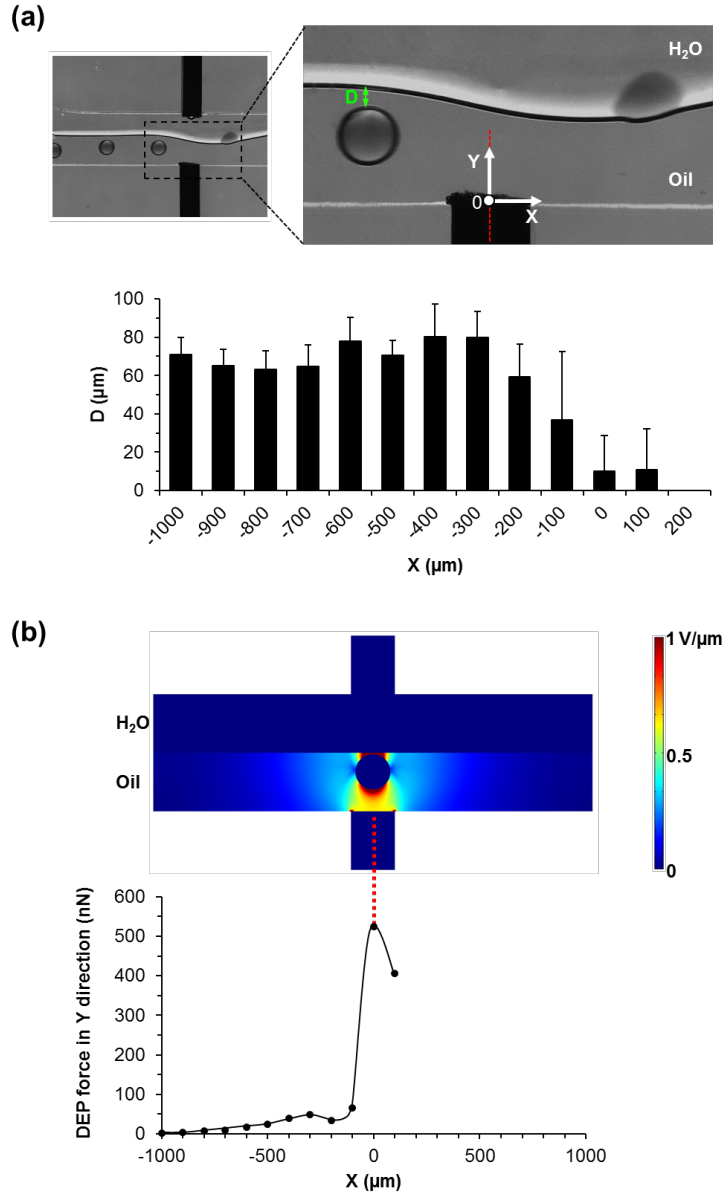 (a)
H₂O
D
Y
Oil
0
X
100
80
60
40
20
0
D (µm)
-1000
-900
-800
-700
-600
-500
-400
-300
-200
-100
0
100
200
X (µm)
(b)
1 V/µm
H₂O
0.5
Oil
0
600
500
400
300
200
100
0
DEP force in Y direction (nN)
-1000
-500
0
500
1000
X (µm)